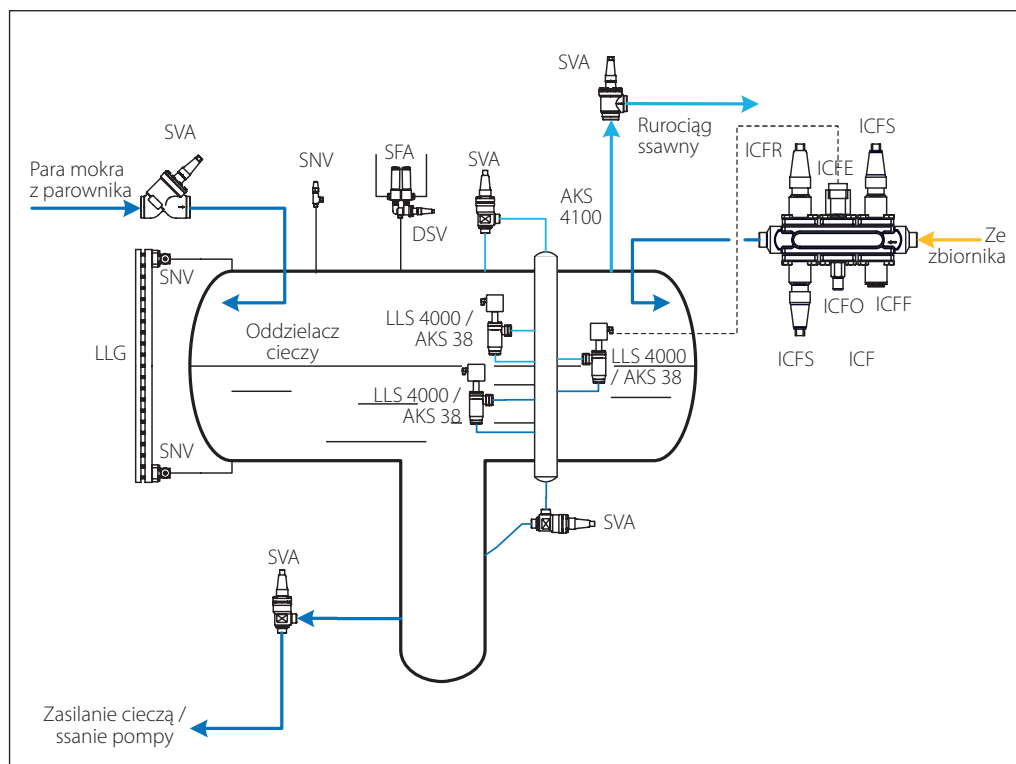 SVA
Rurociąg
ssawny
ICFS
SVA
ICFR
ICFE
Para mokra
z parownika
SNV
SFA
SVA
AKS
4100
DSV
Ze
zbiornika
SNV
ICFO
ICFF
LLS 4000 /
AKS 38
Oddzielacz
cieczy
ICFS
ICF
LLG
LLS 4000
/ AKS 38
LLS 4000 /
AKS 38
SNV
SVA
SVA
Zasilanie cieczą /
ssanie pompy